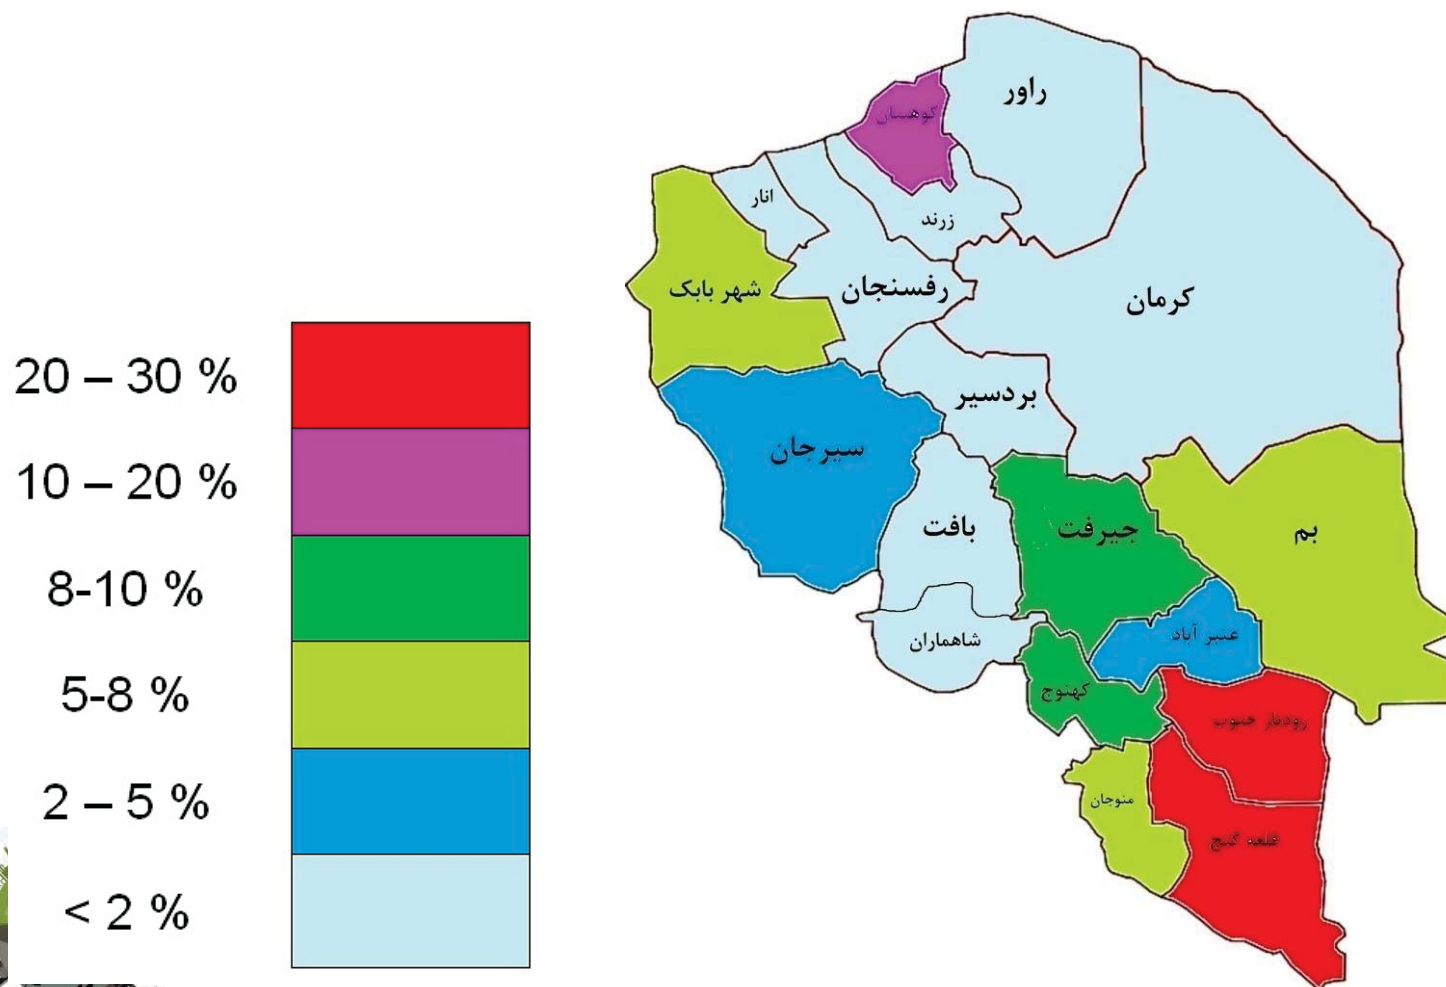 20 – 30 %
10 – 20 %
8-10 %
5-8 %
2 – 5 %
< 2 %
راور
کوهبنان
انار
زرند
شهر بابک
رفسنجان
کرمان
بردسیر
سیرجان
بافت
جیرفت
بم
شاهماران
عنبر آباد
کهنوج
رودبار جنوب
منوجان
قلعه گنج